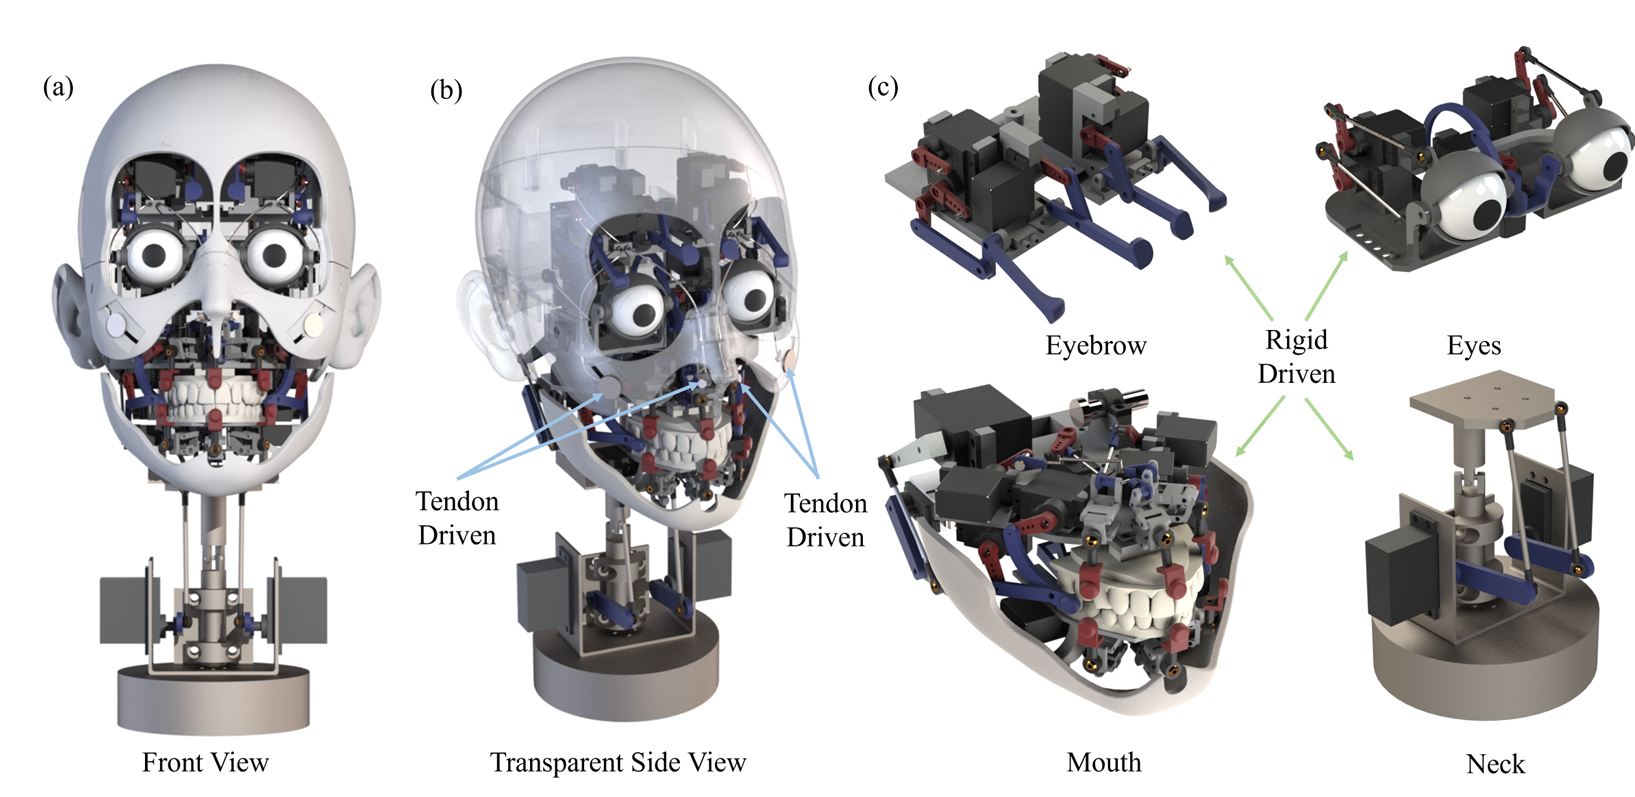 (a)
(b)
(c)
Eyebrow
Rigid
Driven
Eyes
Tendon
Driven
Tendon
Driven
Front View
Transparent Side View
Mouth
Neck